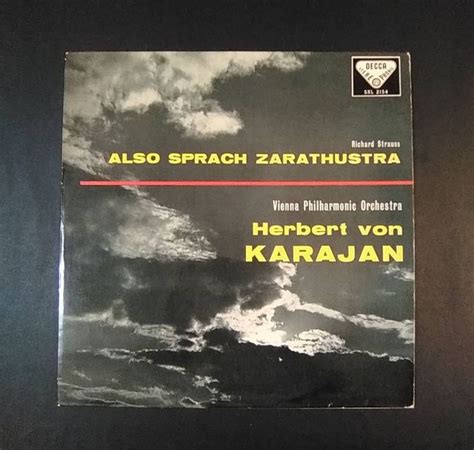 DECCA
SXL 2154
Richard Strauss
ALSO SPRACH ZARATHUSTRA
Vienna Philharmonic Orchestra
Herbert von
KARAJAN